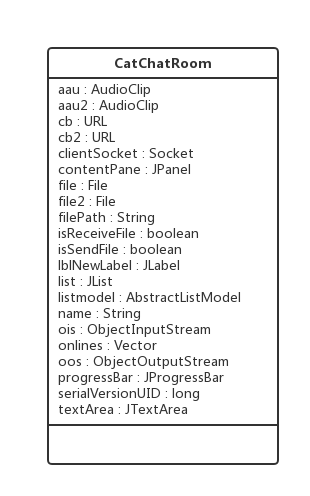 CatChatRoom
aau : AudioClip
aau2 : AudioClip
cb : URL
cb2 : URL
clientSocket : Socket
contentPane : JPanel
file : File
file2 : File
filePath : String
isReceiveFile : boolean
isSendFile : boolean
lblNewLabel : JLabel
list : JList
listmodel : AbstractListModel
name : String
ois : ObjectInputStream
onlines : Vector
oos : ObjectOutputStream
progressBar : JProgressBar
serialVersionUID : long
textArea : JTextArea